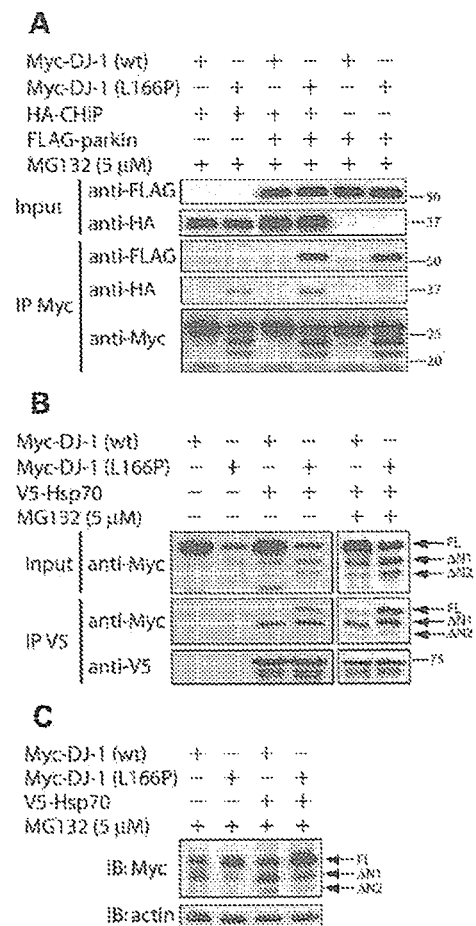 A
Myc-DJ-1 (wt) + -- -- + -- + --
Myc-DJ-1 (L166P) -- + -- + -- +
HA-CHIP + + + + -- --
FLAG-parkin -- -- + + + +
MG132 (5 μM) + + + + + +
Input
anti-FLAG
anti-HA
37
IP Myc
anti-FLAG
50
anti-HA
37
anti-Myc
25
20
B
Myc-DJ-1 (wt) + -- + -- + --
Myc-DJ-1 (L166P) -- + -- + -- +
V5-Hsp70 -- -- + + + +
MG132 (5 μM) -- -- -- -- + +
Input
anti-Myc
FL
ΔN1
ΔN2
IP V5
anti-Myc
FL
ΔN1
ΔN2
anti-V5
75
C
Myc-DJ-1 (wt) + -- + --
Myc-DJ-1 (L166P) -- + -- +
V5-Hsp70 -- -- + +
MG132 (5 μM) + + + +
IB: Myc
FL
ΔN1
ΔN2
IB:actin